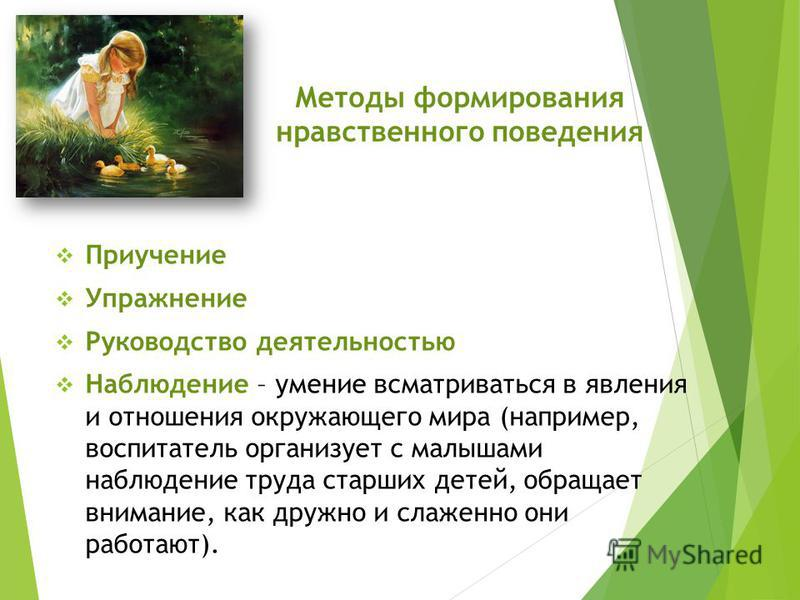 Методы формирования
нравственного поведения
❖ Приучение
❖ Упражнение
❖ Руководство деятельностью
❖ Наблюдение – умение всматриваться в явления
и отношения окружающего мира (например,
воспитатель организует с малышами
наблюдение труда старших детей, обращает
внимание, как дружно и слаженно они
работают).
MyShared